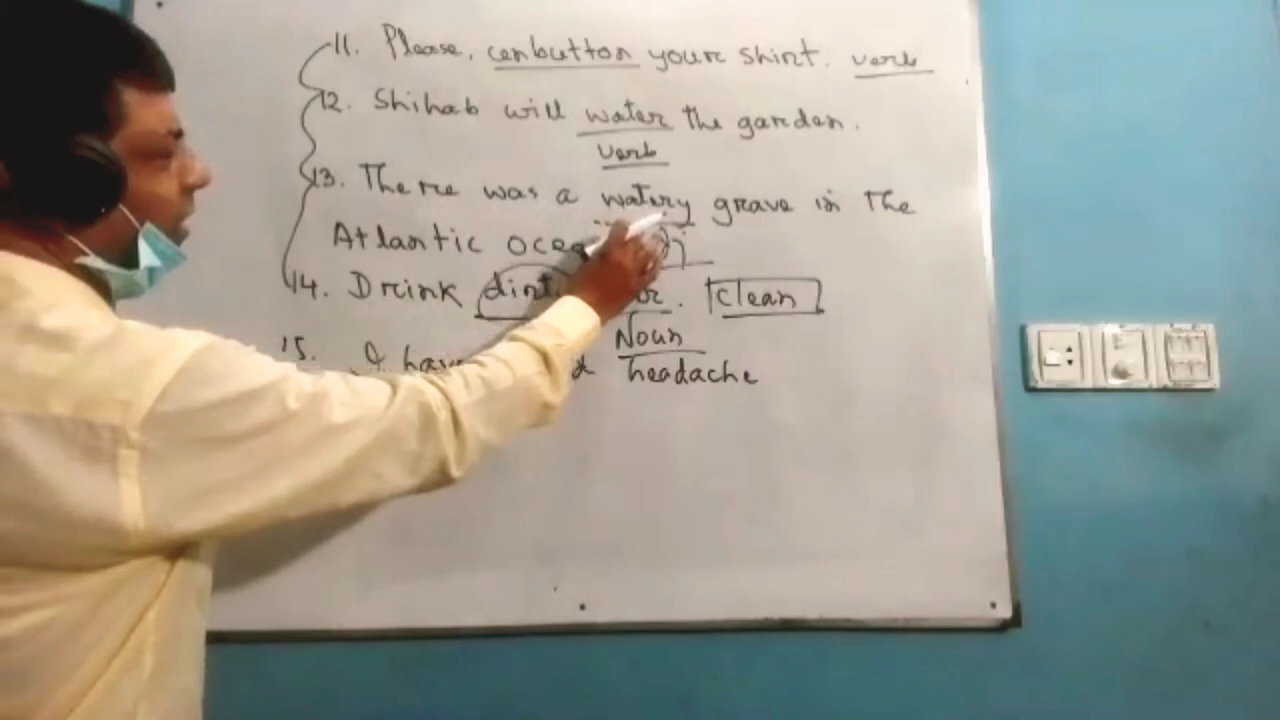 11. Please, unbutton your shirt. verb
12. Shihab will water the garden.
verb
13. There was a watery grave in the
Atlantic
14. Drink clean
Noun
15. I headache